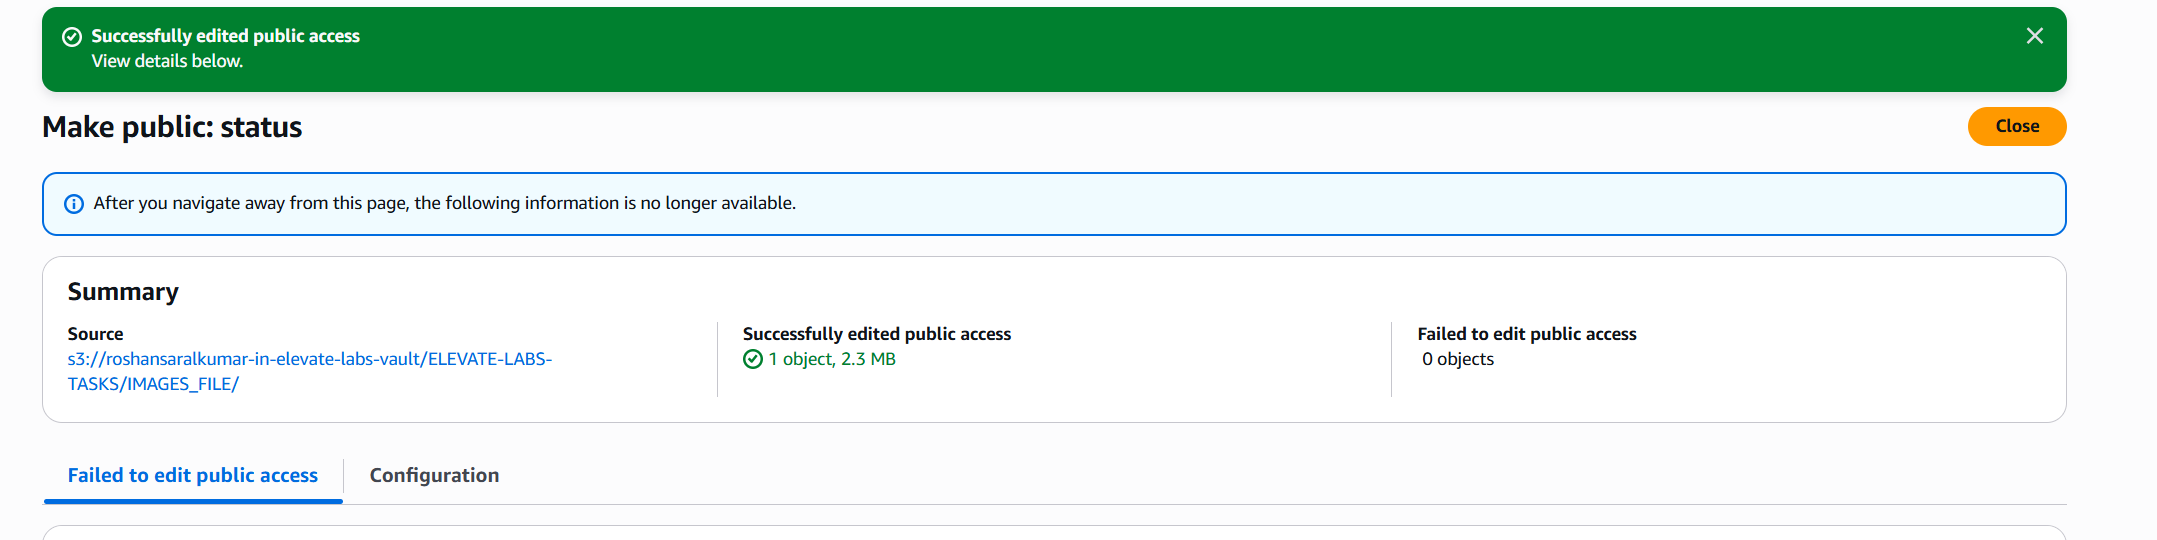 Successfully edited public access
View details below.
Make public: status
Close
After you navigate away from this page, the following information is no longer available.
Summary
Source
s3://roshansaralkumar-in-elevate-labs-vault/ELEVATE-LABS-
TASKS/IMAGES_FILE/
Successfully edited public access
1 object, 2.3 MB
Failed to edit public access
0 objects
Failed to edit public access
Configuration